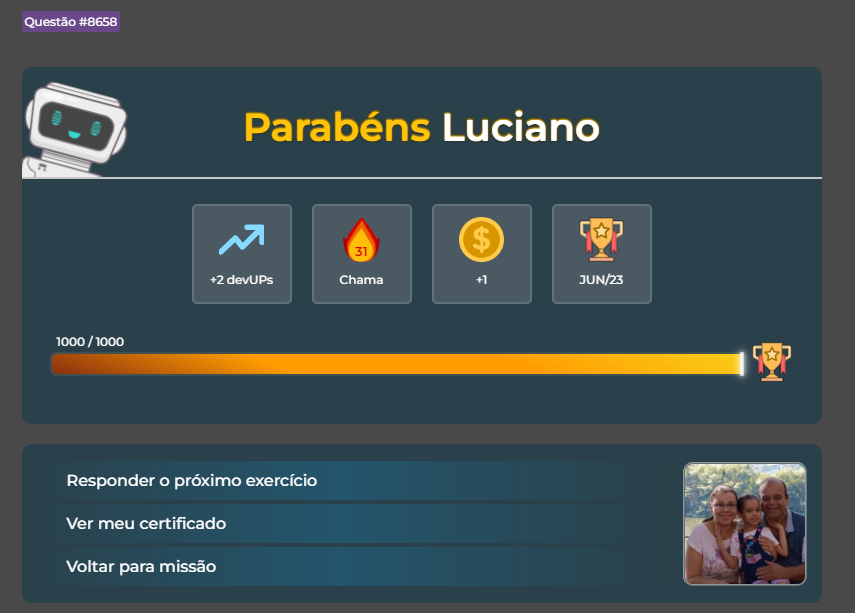 Questão #8658
Parabéns Luciano
31
+2 devUPs
Chama
+1
JUN/23
1000 / 1000
Responder o próximo exercício
Ver meu certificado
Voltar para missão